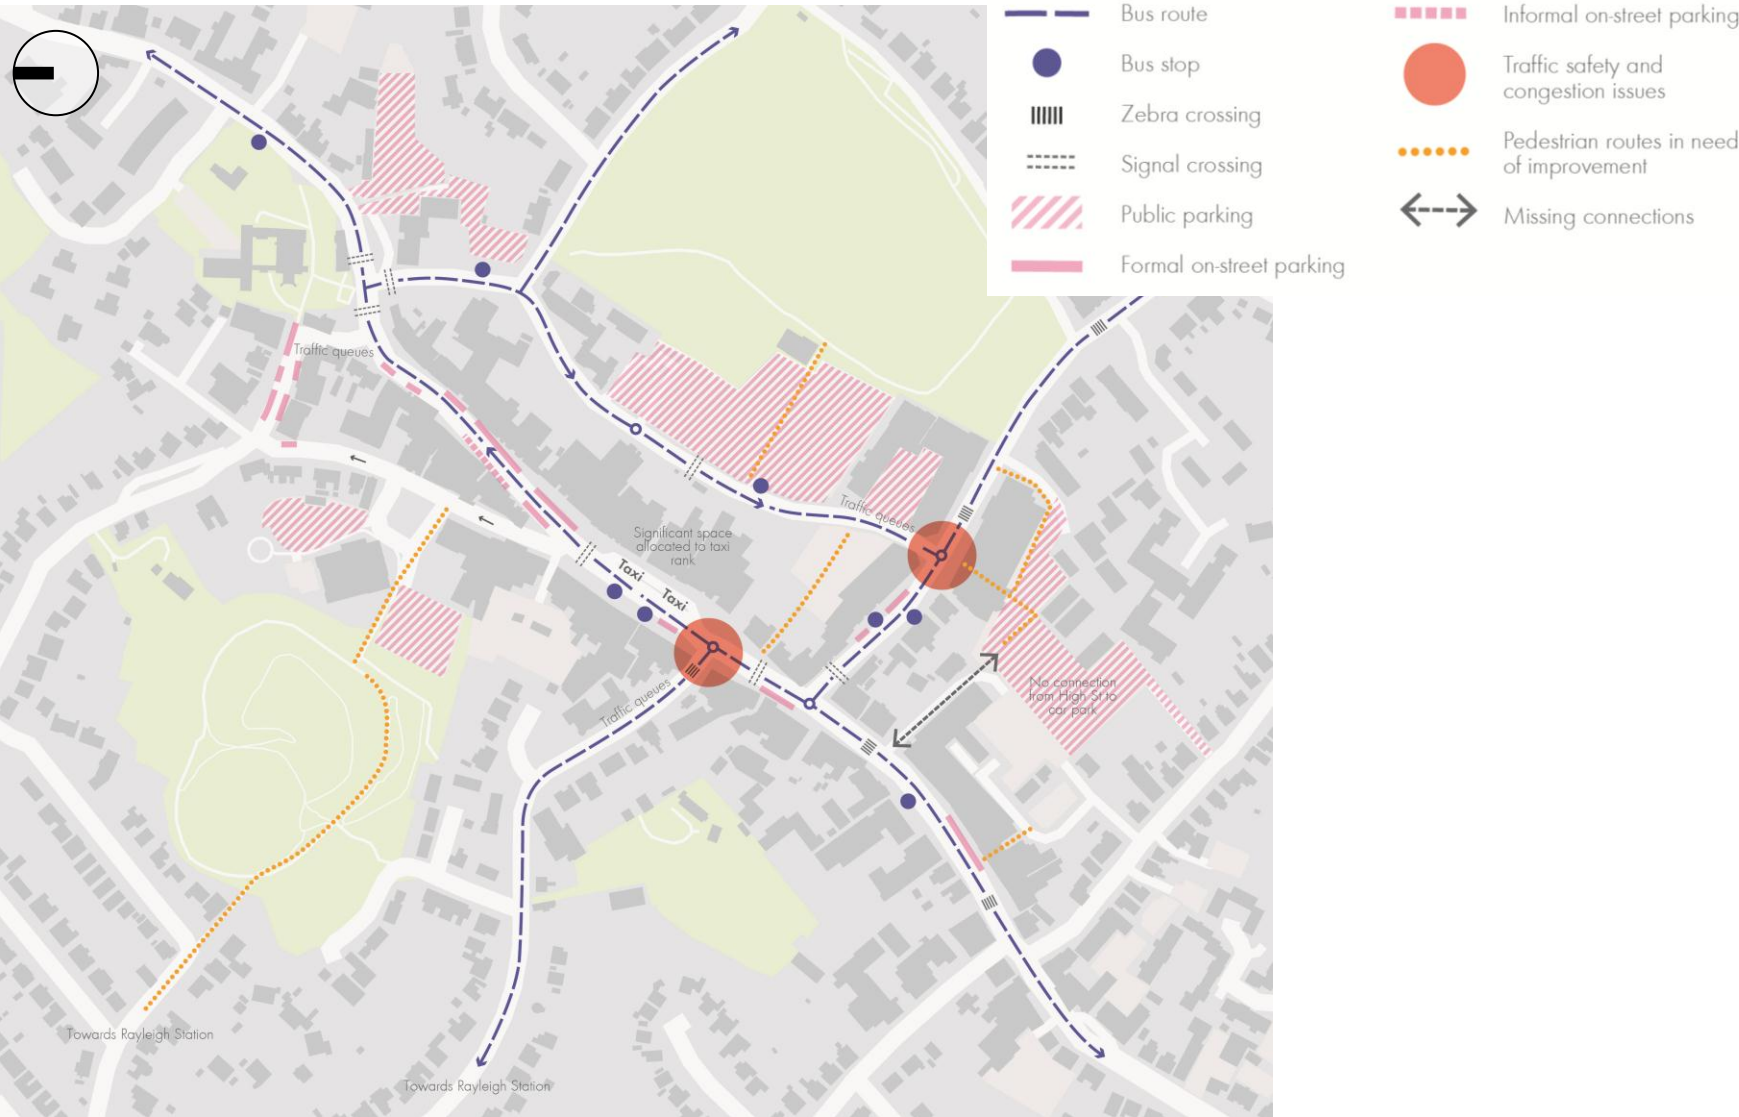 Bus route
Bus stop
Zebra crossing
Signal crossing
Public parking
Formal on-street parking
Informal on-street parking
Traffic safety and
congestion issues
Pedestrian routes in need
of improvement
Missing connections
Traffic queues
Traffic queues
Significant space
allocated to taxi
rank
Taxi
Taxi
Traffic queues
No connection
from High St to
car park
Towards Rayleigh Station
Towards Rayleigh Station